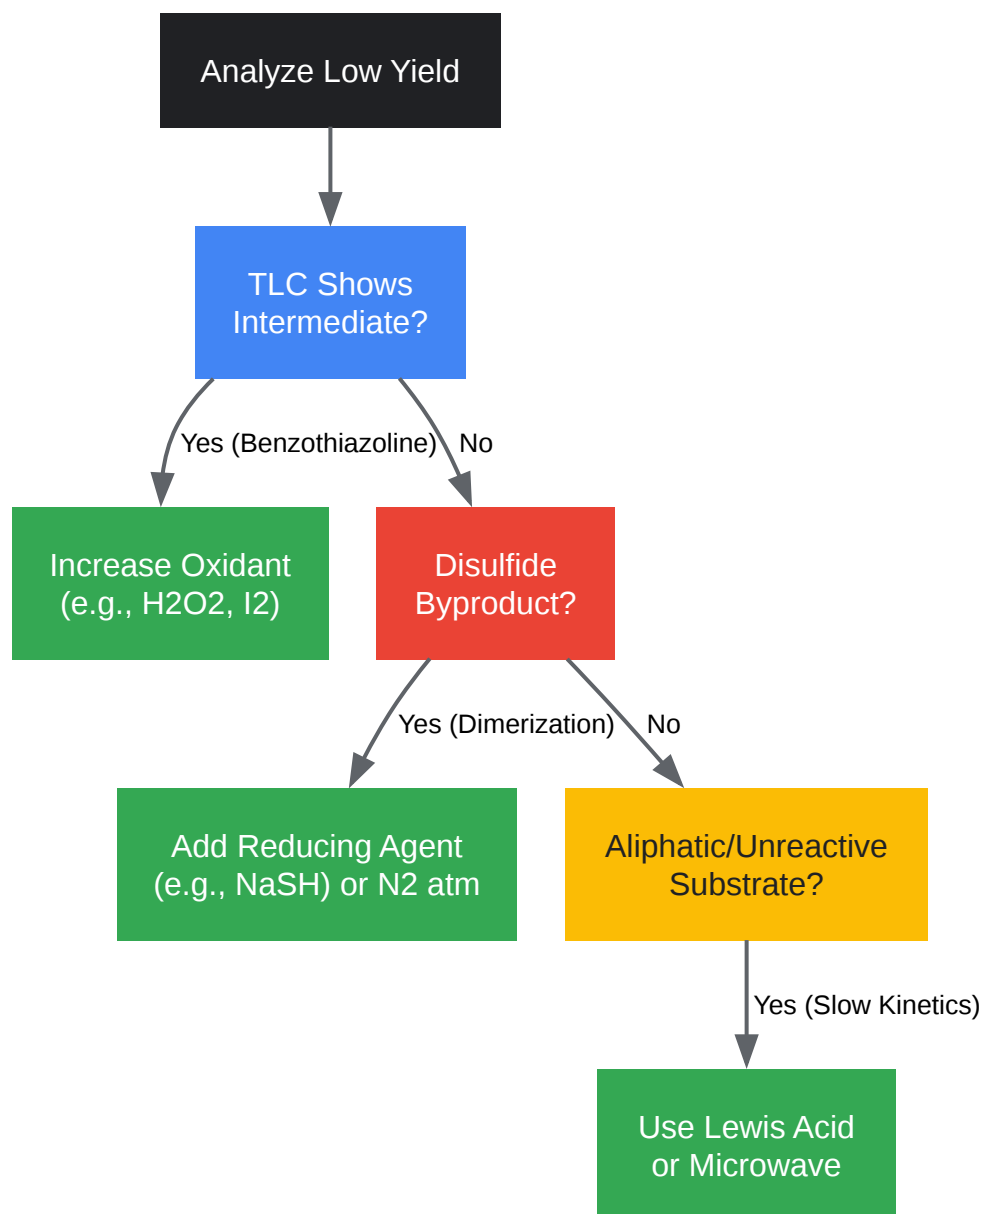 Analyze Low Yield
TLC Shows
Intermediate?
Yes (Benzothiazoline)
No
Increase Oxidant
(e.g., H2O2, I2)
Disulfide
Byproduct?
Yes (Dimerization)
No
Add Reducing Agent
(e.g., NaSH) or N2 atm
Aliphatic/Unreactive
Substrate?
Yes (Slow Kinetics)
Use Lewis Acid
or Microwave